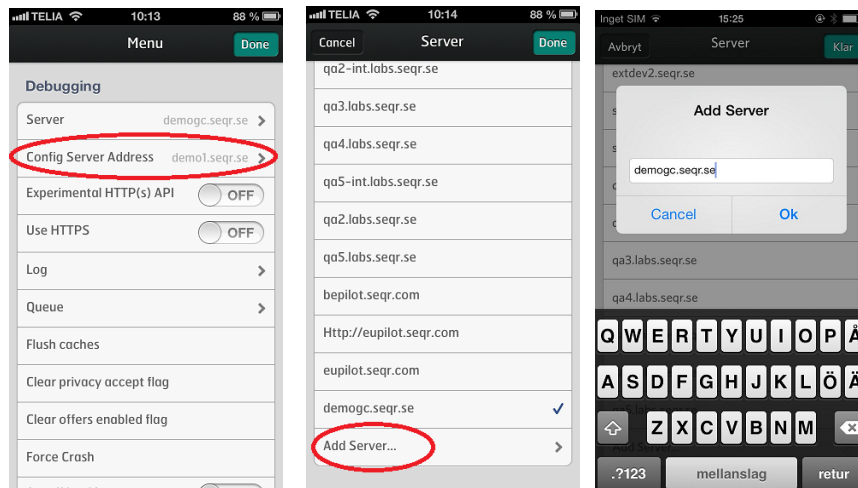 TELIA 10:13 88 %
Menu Done
Debugging
Server demogc.seqr.se
Config Server Address demo1.seqr.se
Experimental HTTP(s) API OFF
Use HTTPS OFF
Log
Queue
Flush caches
Clear privacy accept flag
Clear offers enabled flag
Force Crash
TELIA 10:14 88 %
Cancel Server Done
qa2-int.labs.seqr.se
qa3.labs.seqr.se
qa4.labs.seqr.se
qa5-int.labs.seqr.se
qa2.labs.seqr.se
qa5.labs.seqr.se
bepilot.seqr.com
Http://eupilot.seqr.com
eupilot.seqr.com
demogc.seqr.se
Add Server...
Inget SIM 15:25
Avbryt Server Klar
extdev2.seqr.se
Add Server
demogc.seqr.se
Cancel Ok
qa3.labs.seqr.se
qa4.labs.seqr.se
Q W E R T Y U I O P Å
A S D F G H J K L Ö Ä
Z X C V B N M
.?123 mellanslag retur